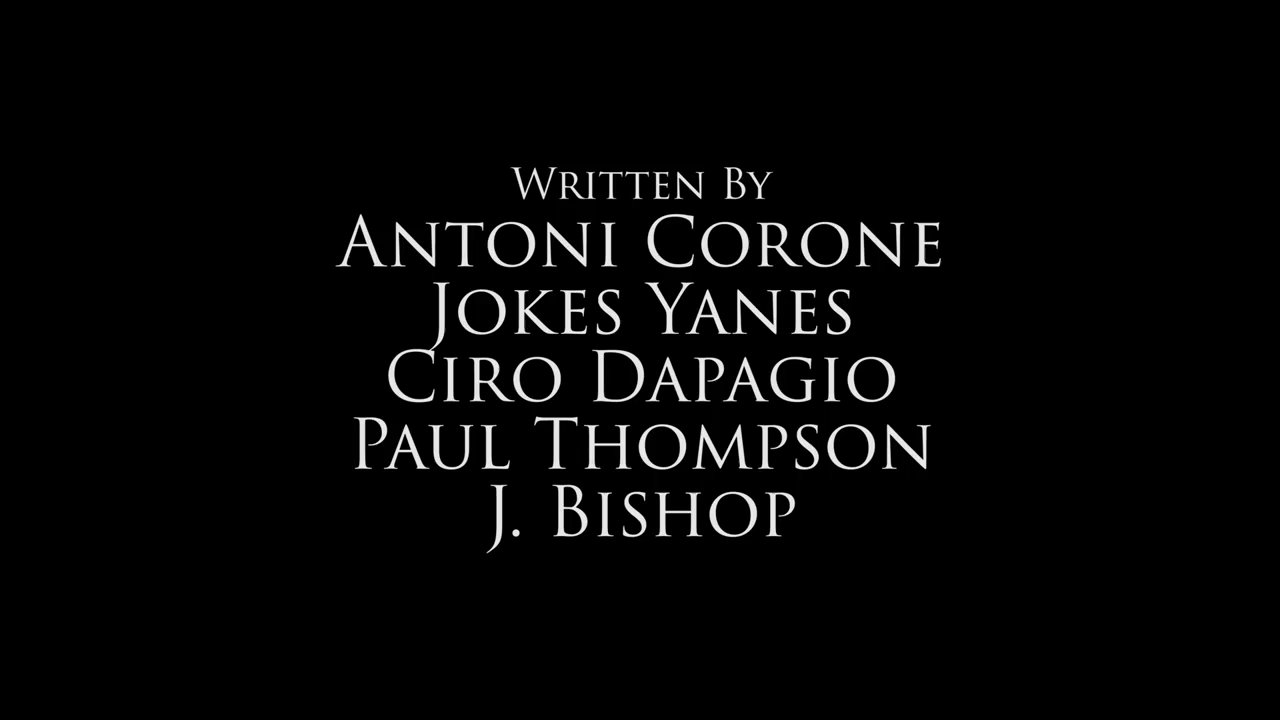 Written By
Antoni Corone
Jokes Yanes
Ciro Dapagio
Paul Thompson
J. Bishop